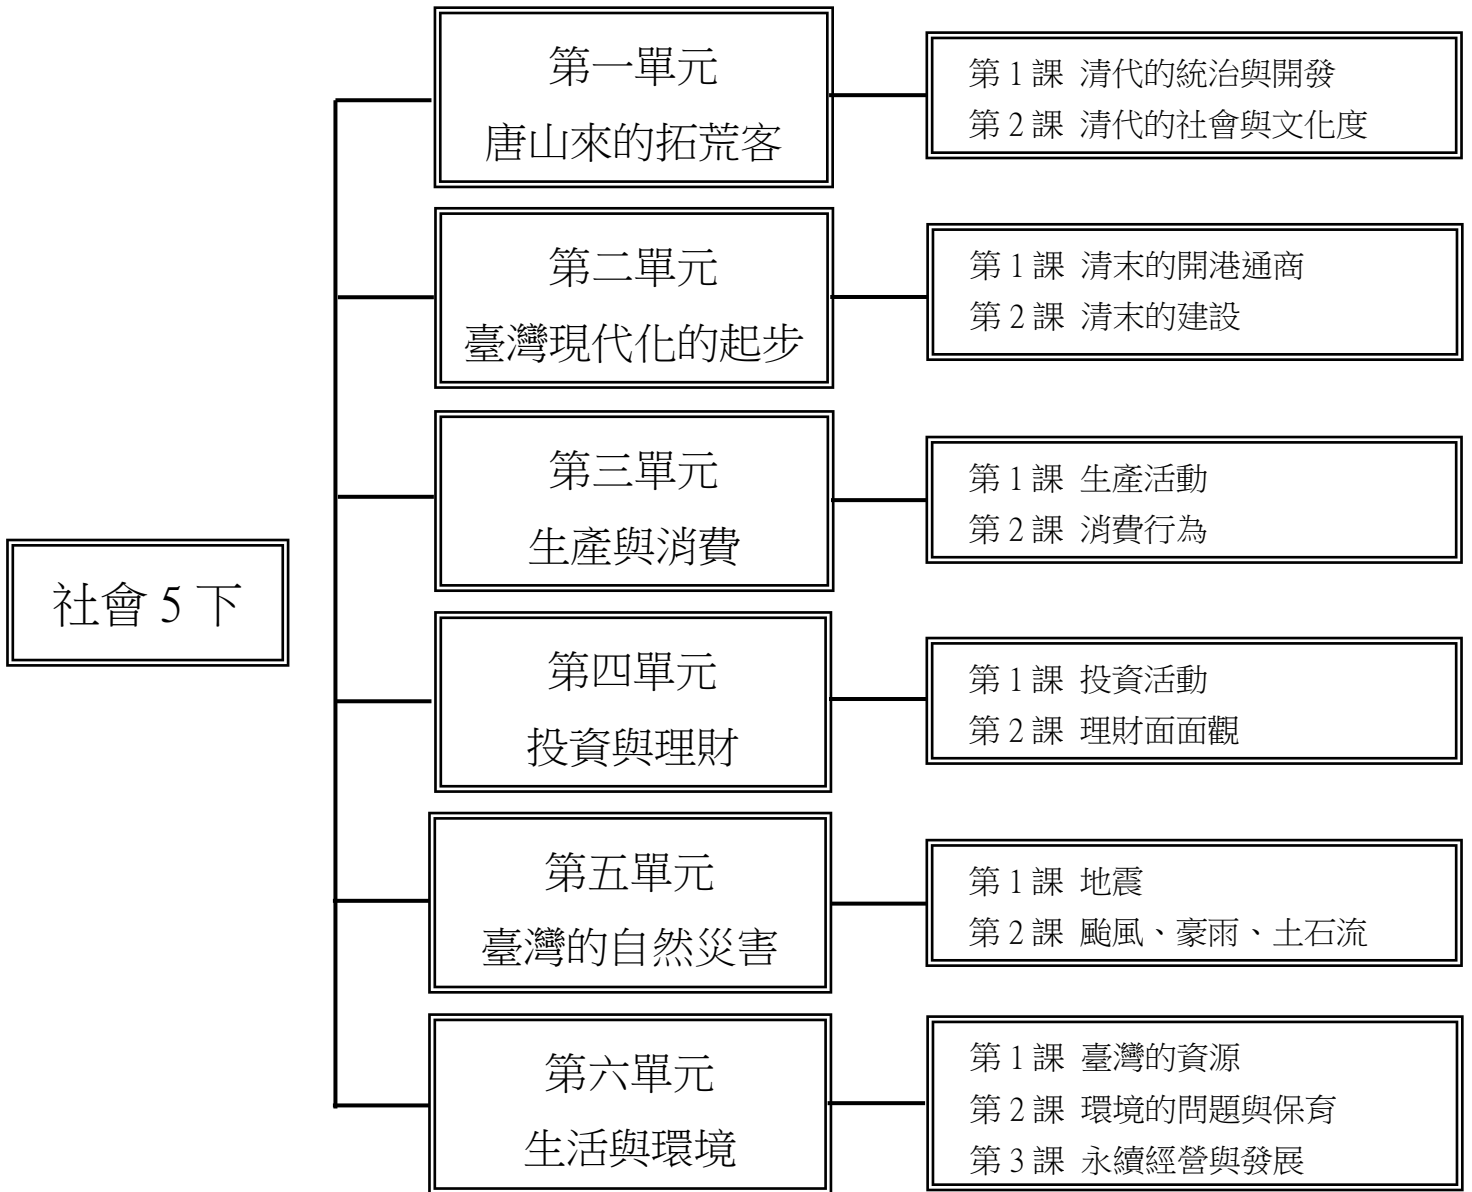 社會 5 下
第一單元
唐山來的拓荒客
第 1 課 清代的統治與開發
第 2 課 清代的社會與文化度
第二單元
臺灣現代化的起步
第 1 課 清末的開港通商
第 2 課 清末的建設
第三單元
生產與消費
第 1 課 生產活動
第 2 課 消費行為
第四單元
投資與理財
第 1 課 投資活動
第 2 課 理財面面觀
第五單元
臺灣的自然災害
第 1 課 地震
第 2 課 颱風、豪雨、土石流
第六單元
生活與環境
第 1 課 臺灣的資源
第 2 課 環境的問題與保育
第 3 課 永續經營與發展